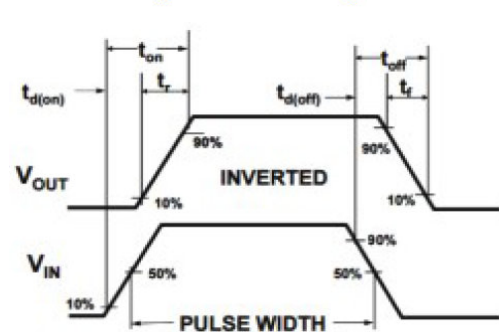 ton toff
td(on) tr td(off) tf
90% 90%
VOUT INVERTED
10% 10%
90%
VIN 50% 50%
10%
PULSE WIDTH